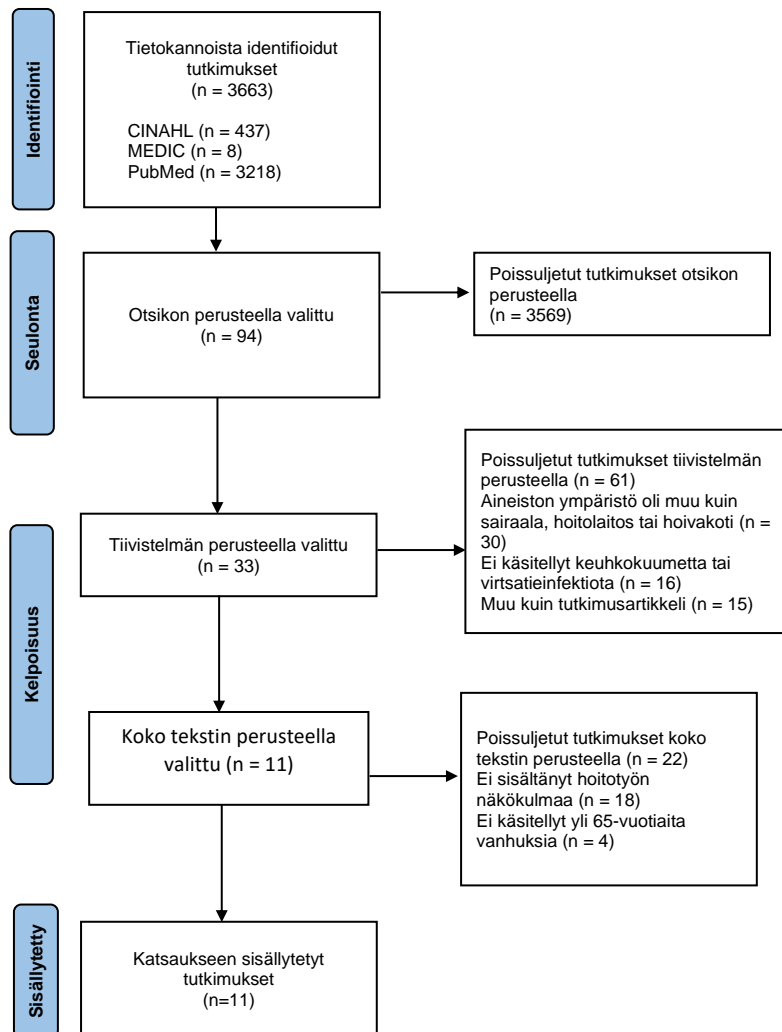 Identifiointi
Tietokannoista identifioidut
tutkimukset
(n = 3663)
CINAHL (n = 437)
MEDIC (n = 8)
PubMed (n = 3218)
Seulonta
Otsikon perusteella valittu
(n = 94)
Poissuljetut tutkimukset otsikon
perusteella
(n = 3569)
Kelpoisuus
Tiivistelmän perusteella valittu
(n = 33)
Poissuljetut tutkimukset tiivistelmän
perusteella (n = 61)
Aineiston ympäristö oli muu kuin
sairaala, hoitolaitos tai hoivakoti (n =
30)
Ei käsitellyt keuhkokuumetta tai
virtsatieinfektiota (n = 16)
Muu kuin tutkimusartikkeli (n = 15)
Koko tekstin perusteella
valittu (n = 11)
Poissuljetut tutkimukset koko
tekstin perusteella (n = 22)
Ei sisältänyt hoitotyön
näkökulmaa (n = 18)
Ei käsitellyt yli 65-vuotiaita
vanhuksia (n = 4)
Sisällytetty
Katsaukseen sisällytetyt
tutkimukset
(n=11)